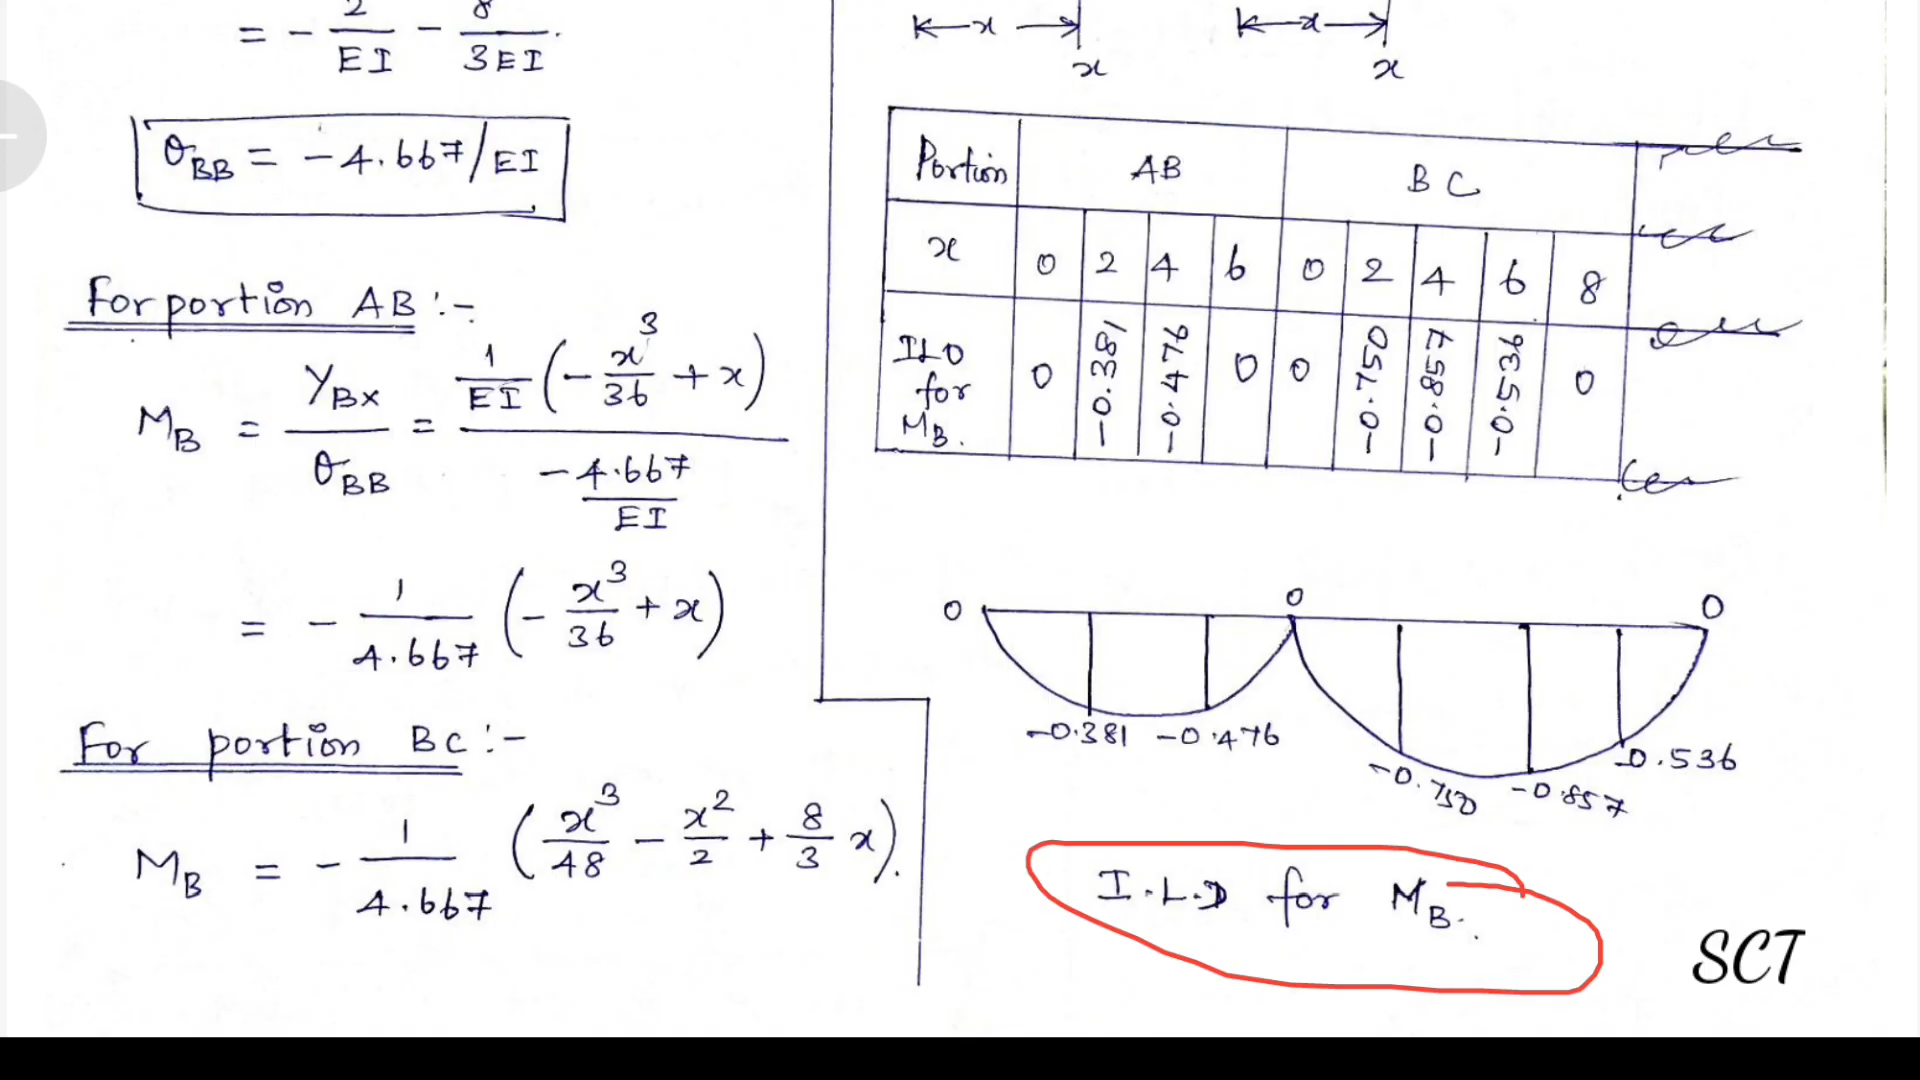 = - 2/EI - 8/3EI.
θBB = -4.667/EI
For portion AB :-
MB = YBX/θBB = 1/EI (-x³/36 + x) / (-4.667/EI)
= - 1/4.667 (-x³/36 + x)
For portion BC :-
MB = - 1/4.667 (x³/48 - x²/2 + 8/3 x).
x x
x x
Portion AB BC
x 0 2 4 6 0 2 4 6 8
ILD for MB. 0 -0.381 -0.476 0 0 -0.750 -0.857 -0.536 0
0 0 0
-0.381 -0.476 -0.750 -0.857 -0.536
I.L.D for MB.
SCT